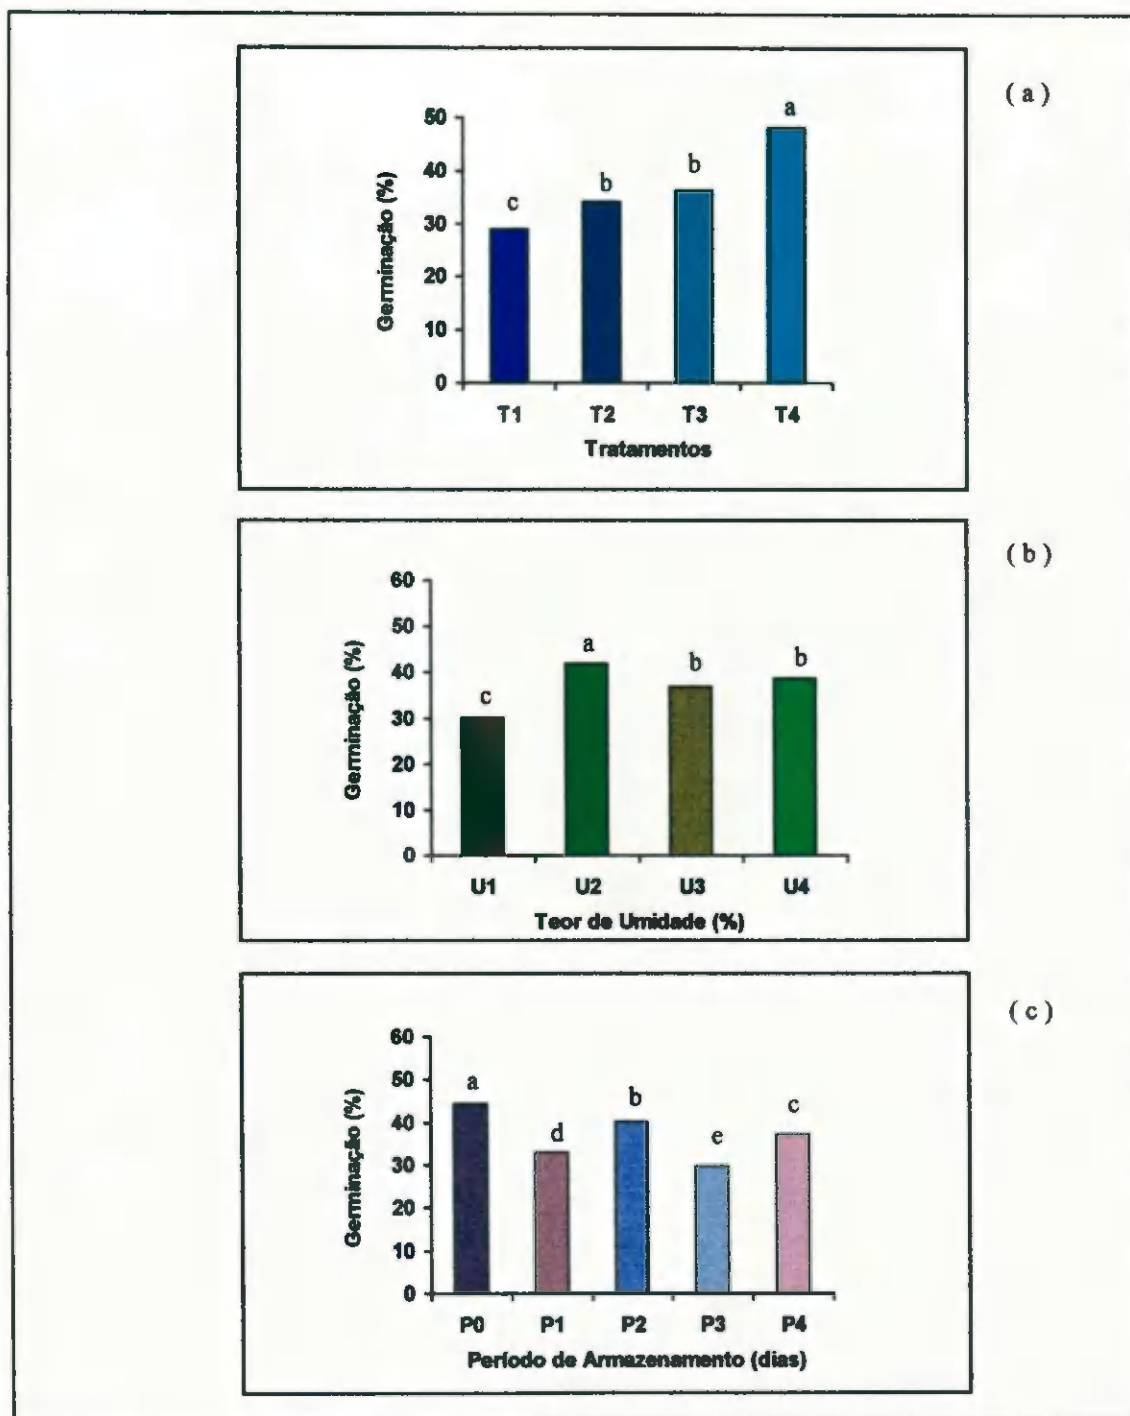 ( a )
50
40
30
20
10
0
Germinação (%)
c
b
b
a
T1 T2 T3 T4
Tratamentos
( b )
60
50
40
30
20
10
0
Germinação (%)
c
a
b
b
U1 U2 U3 U4
Teor de Umidade (%)
( c )
60
50
40
30
20
10
0
Germinação (%)
a
d
b
e
c
P0 P1 P2 P3 P4
Período de Armazenamento (dias)